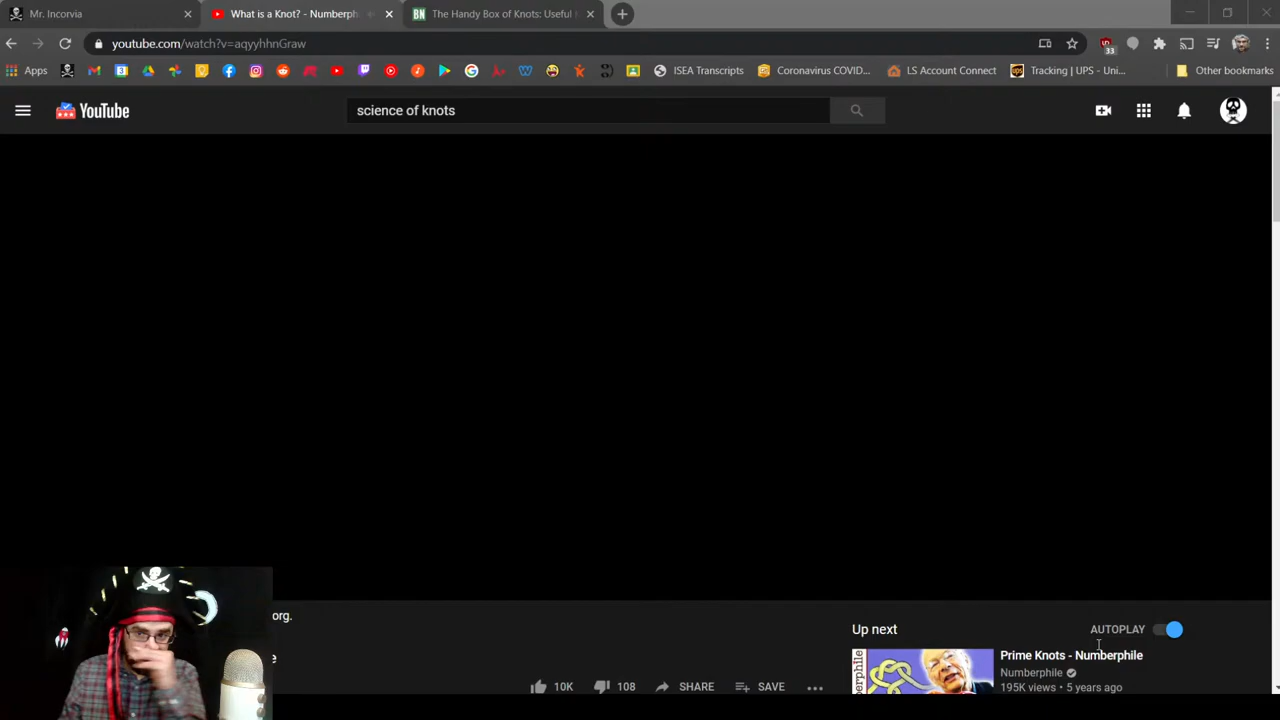 Mr. Incorvia
What is a Knot? - Numberph
BN The Handy Box of Knots: Useful
youtube.com/watch?v=aqyyhhnGraw
33
Apps
ISEA Transcripts
Coronavirus COVID...
LS Account Connect
Tracking | UPS - Uni...
Other bookmarks
YouTube
science of knots
org.
Up next
AUTOPLAY
Prime Knots - Numberphile
Numberphile
195K views • 5 years ago
10K
108
SHARE
SAVE